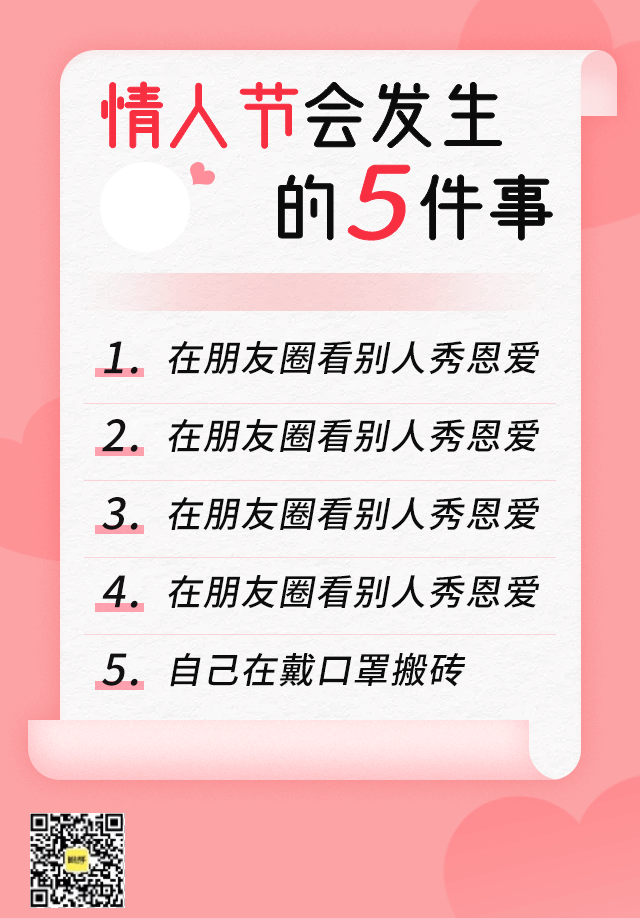 情人节会发生
的5件事
1. 在朋友圈看别人秀恩爱
2. 在朋友圈看别人秀恩爱
3. 在朋友圈看别人秀恩爱
4. 在朋友圈看别人秀恩爱
5. 自己在戴口罩搬砖